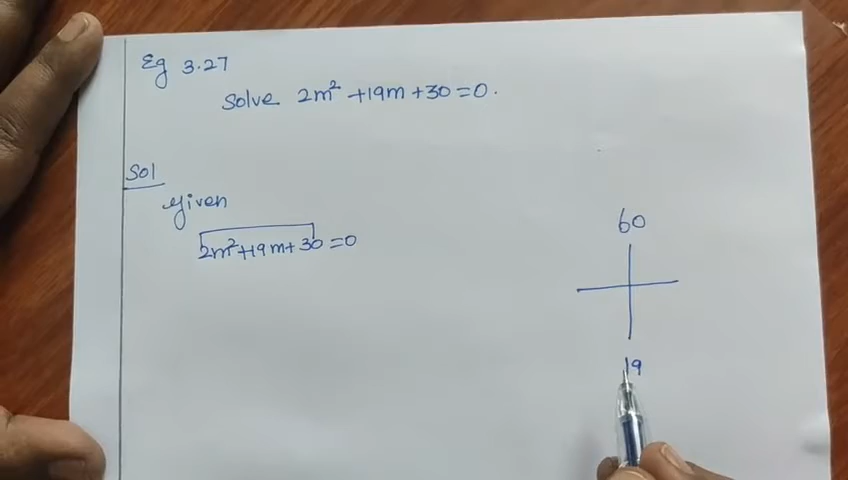 Eg 3.27
Solve 2m² +19m +30 =0.
Sol
given
2m²+19m+30 =0
60
19